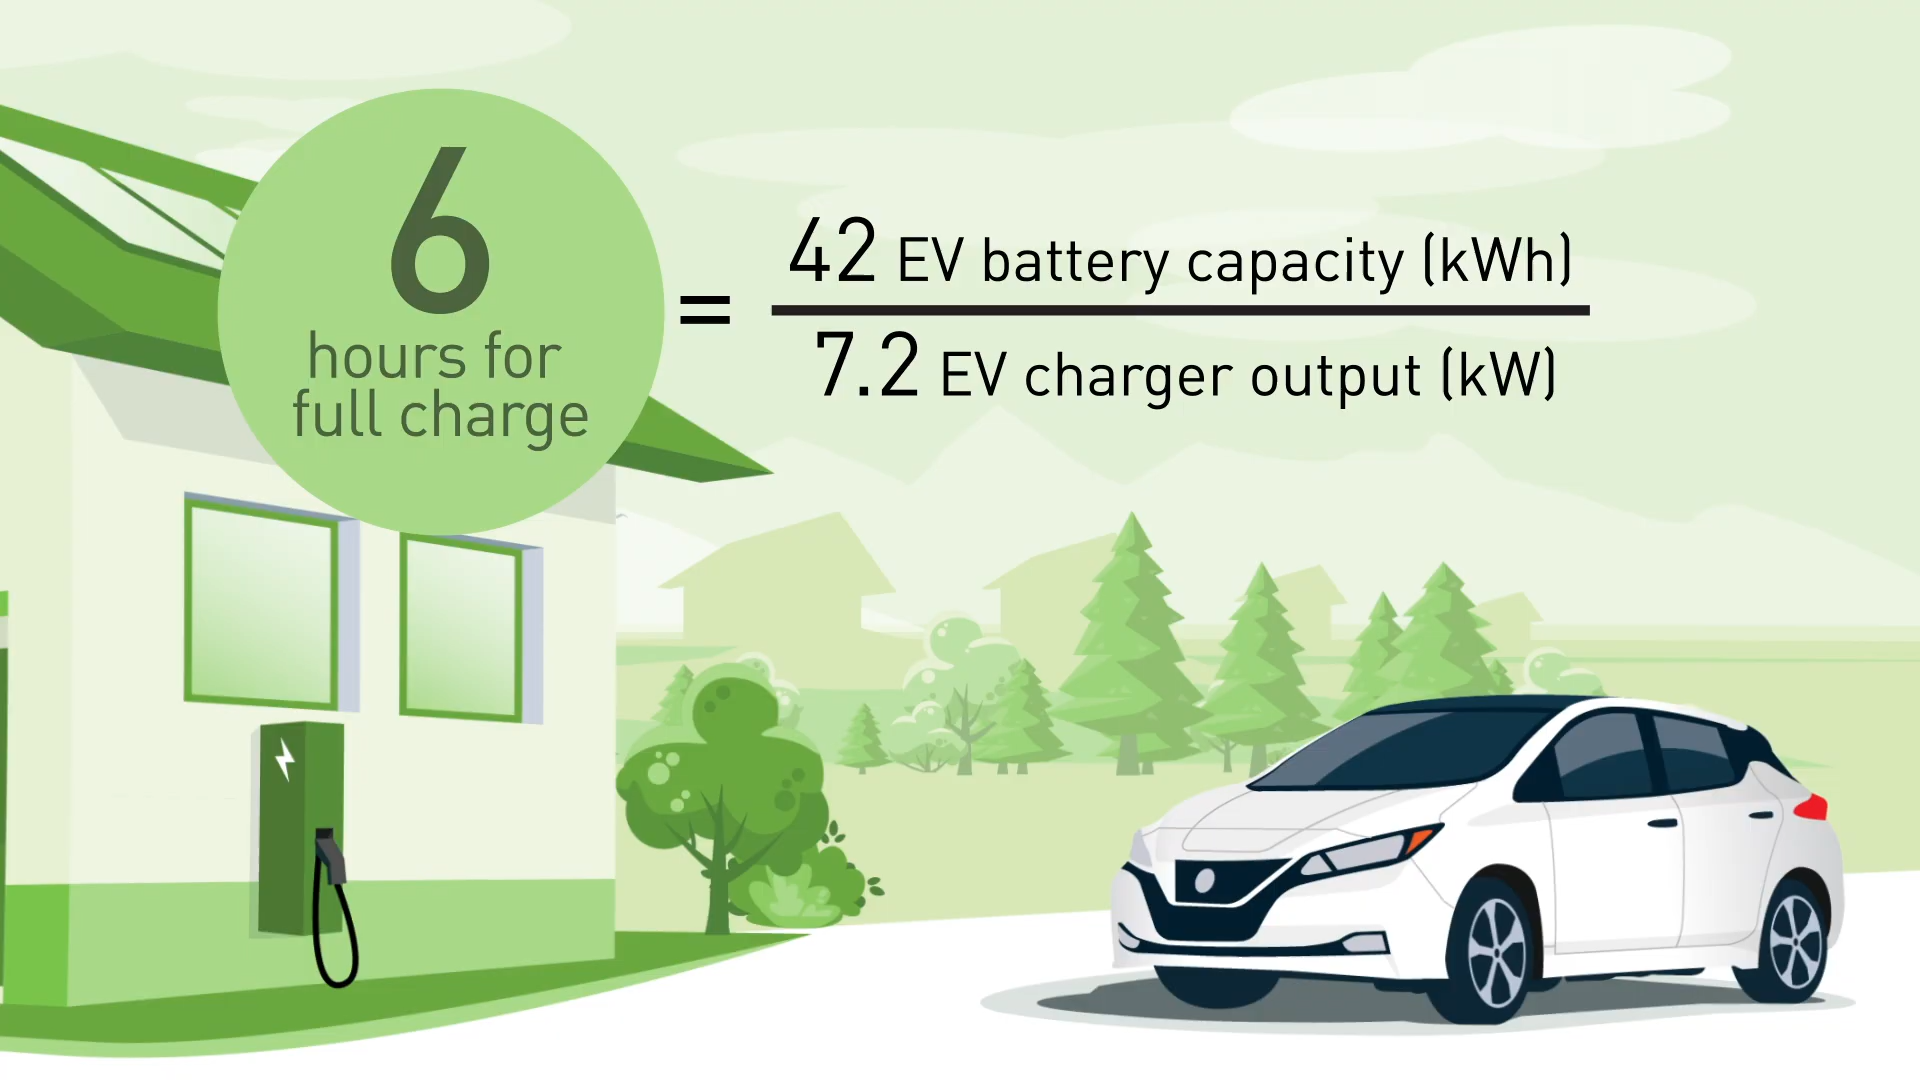 6
hours for
full charge
=
42 EV battery capacity (kWh)
7.2 EV charger output (kW)